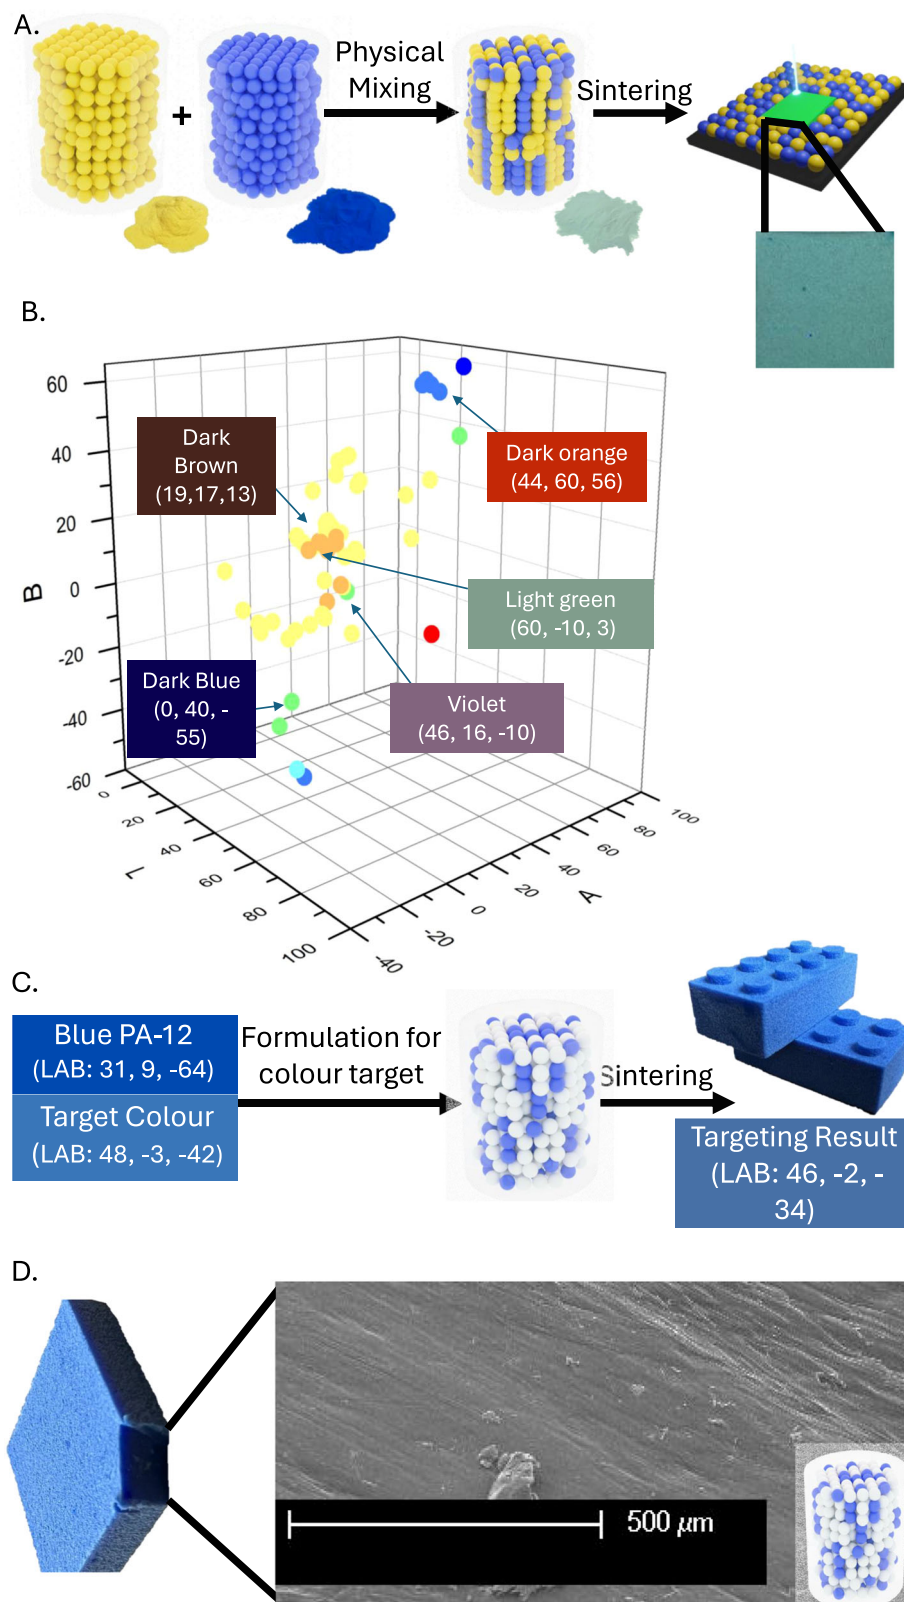 A.
+
Physical
Mixing
Sintering
B.
60
40
20
0
-20
-40
-60
B
0
20
40
60
80
100
L
-40
-20
0
20
40
60
80
100
A
Dark
Brown
(19,17,13)
Dark orange
(44, 60, 56)
Light green
(60, -10, 3)
Dark Blue
(0, 40, -
55)
Violet
(46, 16, -10)
C.
Blue PA-12
(LAB: 31, 9, -64)
Target Colour
(LAB: 48, -3, -42)
Formulation for
colour target
Sintering
Targeting Result
(LAB: 46, -2, -
34)
D.
500 µm